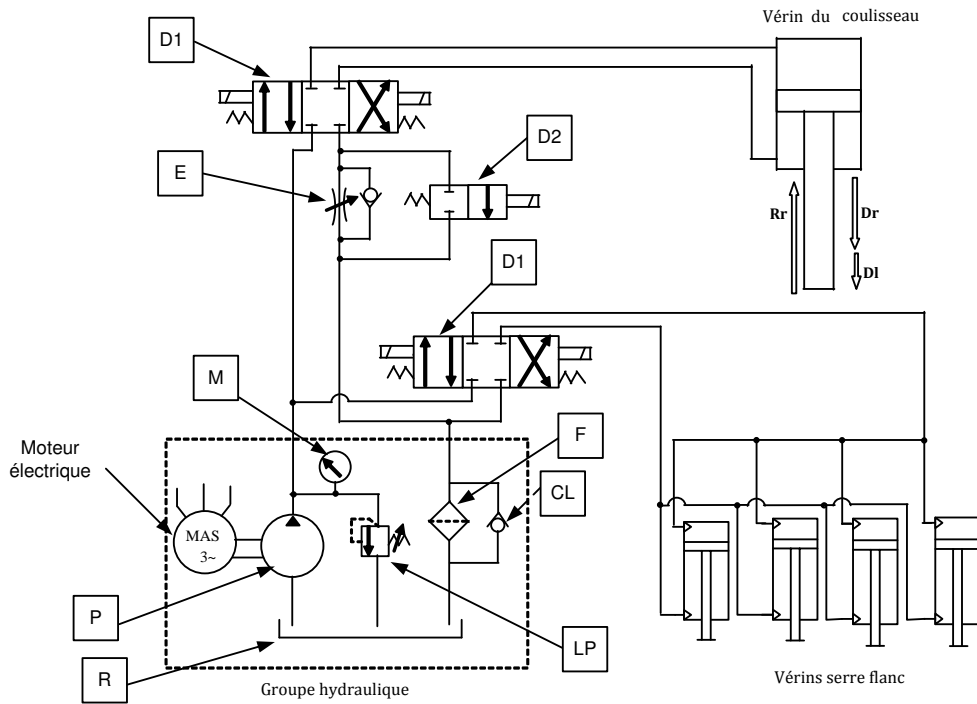 Vérin du coulisseau
D1
D2
E
Rr
Dr
Dl
D1
M
F
Moteur
électrique
CL
MAS
3~
P
LP
R
Groupe hydraulique
Vérins serre flanc